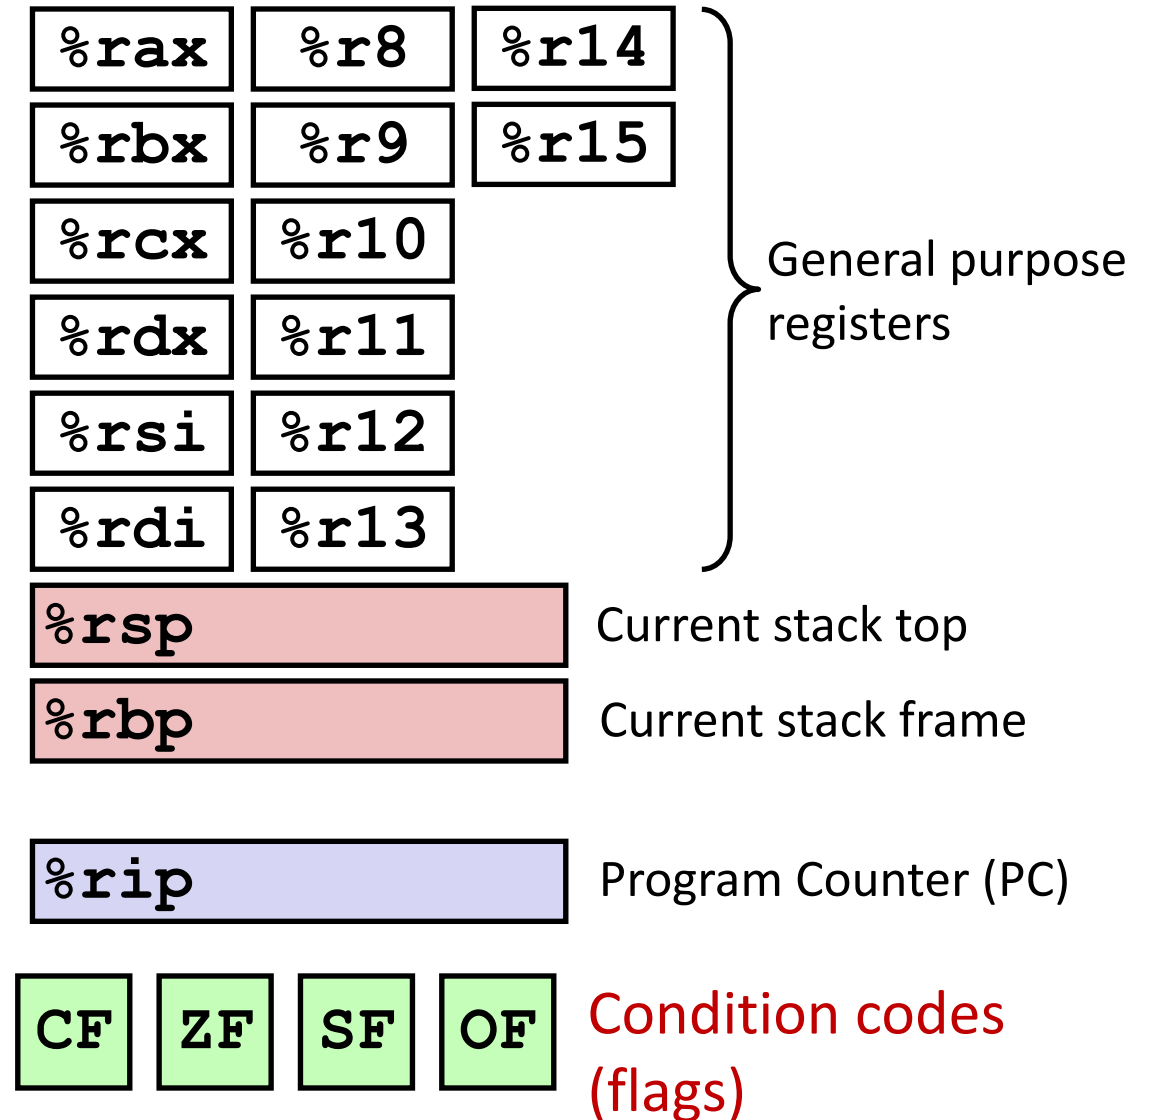 %rax %r8 %r14
%rbx %r9 %r15
%rcx %r10
General purpose
registers
%rdx %r11
%rsi %r12
%rdi %r13
%rsp Current stack top
%rbp Current stack frame
%rip Program Counter (PC)
CF ZF SF OF Condition codes
(flags)